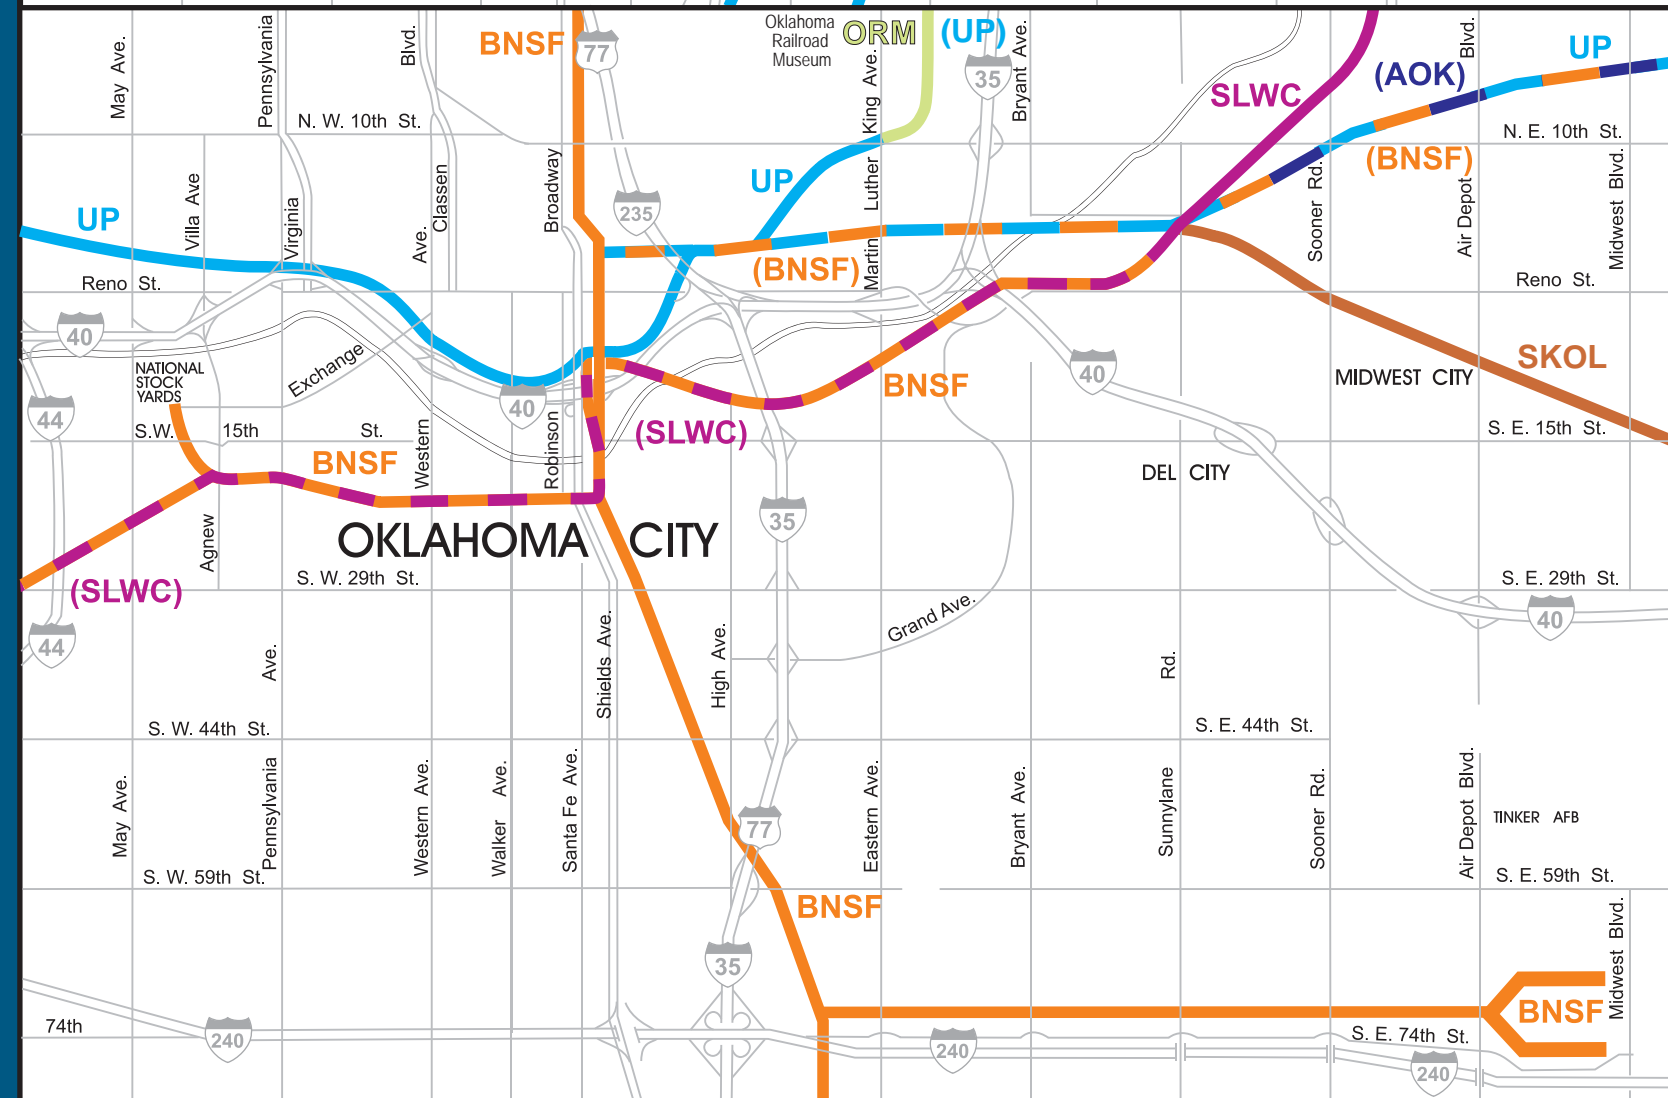 Oklahoma
Railroad
Museum
ORM
(UP)
BNSF
77
35
UP
(AOK)
SLWC
May Ave.
Pennsylvania
Blvd.
King Ave.
Bryant Ave.
Blvd.
N. W. 10th St.
N. E. 10th St.
(BNSF)
UP
UP
Villa Ave
Virginia
Classen
Ave.
Broadway
235
Luther
Martin
Sooner Rd.
Air Depot
Midwest Blvd.
(BNSF)
Reno St.
Reno St.
40
NATIONAL
STOCK
YARDS
Exchange
44
40
40
SKOL
MIDWEST CITY
BNSF
S.W. 15th St.
Western
Robinson
(SLWC)
S. E. 15th St.
BNSF
DEL CITY
35
OKLAHOMA CITY
Agnew
S. W. 29th St.
S. E. 29th St.
(SLWC)
44
Grand Ave.
40
Ave.
Shields Ave.
High Ave.
Rd.
S. W. 44th St.
S. E. 44th St.
May Ave.
Pennsylvania
Western Ave.
Walker Ave.
Santa Fe Ave.
77
Eastern Ave.
Bryant Ave.
Sunnylane
Sooner Rd.
Air Depot Blvd.
TINKER AFB
S. W. 59th St.
S. E. 59th St.
BNSF
35
Midwest Blvd.
BNSF
74th
240
240
S. E. 74th St.
240